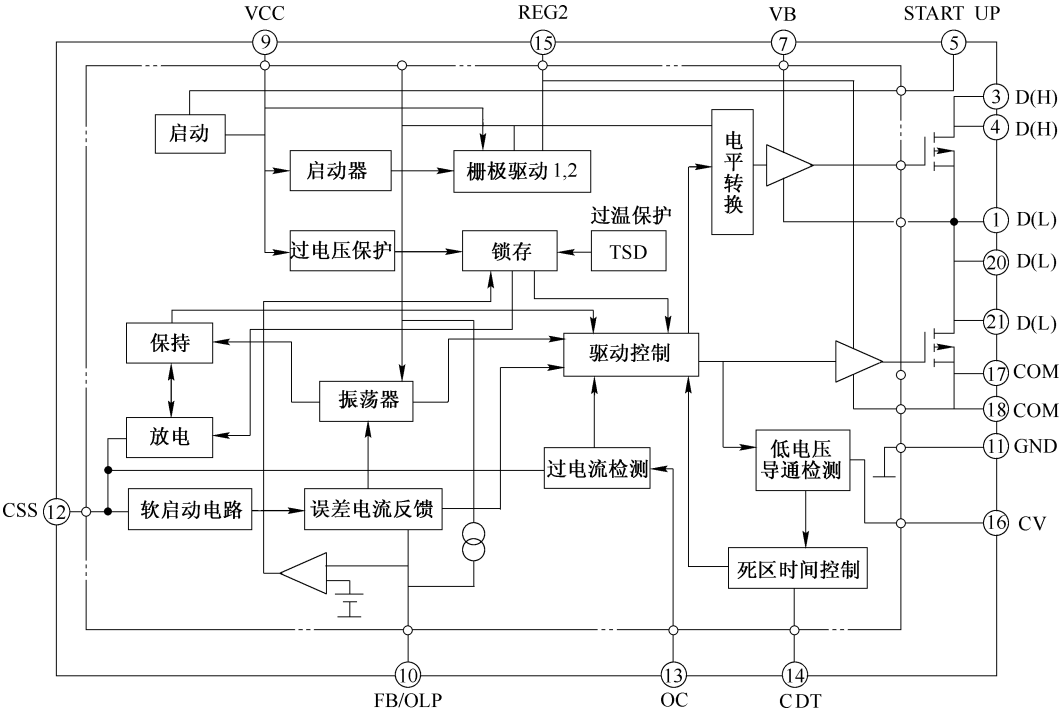 VCC
REG2
VB
START UP
9
15
7
5
3 D(H)
4 D(H)
启动
启动器
栅极驱动1,2
电平转换
1 D(L)
过温保护
过电压保护
锁存
TSD
20 D(L)
21 D(L)
保持
驱动控制
17 COM
振荡器
18 COM
放电
低电压
导通检测
11 GND
过电流检测
CSS 12
软启动电路
误差电流反馈
16 CV
死区时间控制
10
13
14
FB/OLP
OC
CDT